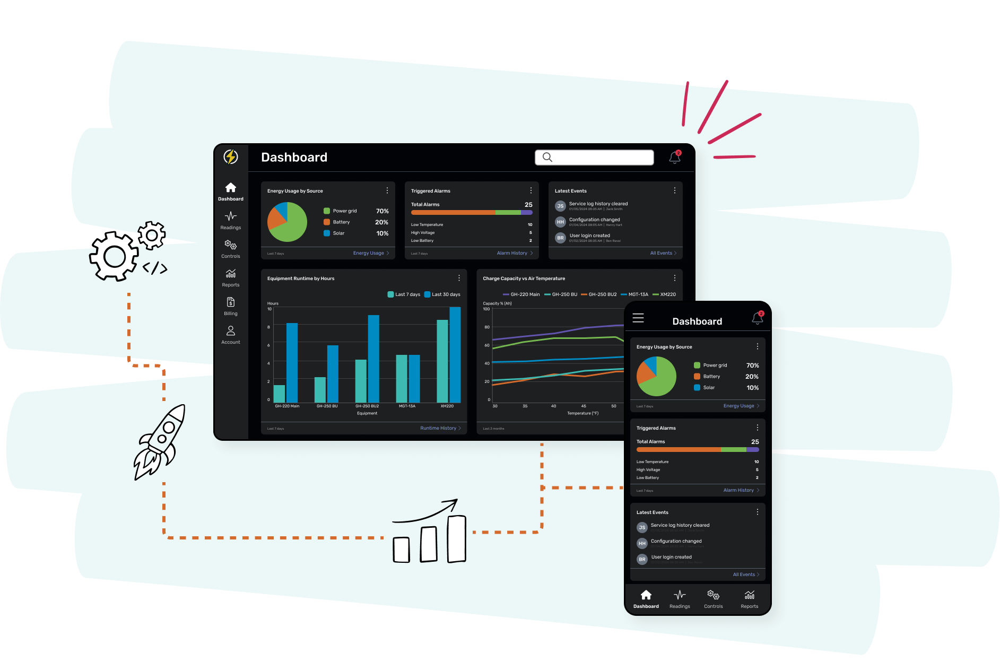 Dashboard
2
Dashboard
Readings
Controls
Reports
Billing
Account
Energy Usage by Source
Power grid 70%
Battery 20%
Solar 10%
Last 7 days Energy Usage
Triggered Alarms
Total Alarms 25
Low Temperature 10
High Voltage 5
Low Battery 2
Last 7 days Alarm History
Latest Events
JS Service log history cleared
01/05/2024 08:05 AM | Jack Smith
HH Configuration changed
01/04/2024 08:05 AM | Henry Hart
BR User login created
01/02/2024 08:05 AM | Ben Reval
All Events
Equipment Runtime by Hours
Last 7 days Last 30 days
Hours
10
8
6
4
2
0
GH-220 Main GH-250 BU GH-250 BU2 MGT-13A XM220
Equipment
Last 7 days Runtime History
Charge Capacity vs Air Temperature
GH-220 Main GH-250 BU GH-250 BU2 MGT-13A XM220
Capacity % (Ah)
100
80
60
40
20
0
30 35 40 45 50
Temperature (°F)
Last 3 months
</>
Dashboard
2
Energy Usage by Source
Power grid 70%
Battery 20%
Solar 10%
Last 7 days Energy Usage
Triggered Alarms
Total Alarms 25
Low Temperature 10
High Voltage 5
Low Battery 2
Last 7 days Alarm History
Latest Events
JS Service log history cleared
HH Configuration changed
BR User login created
All Events
Dashboard Readings Controls Reports